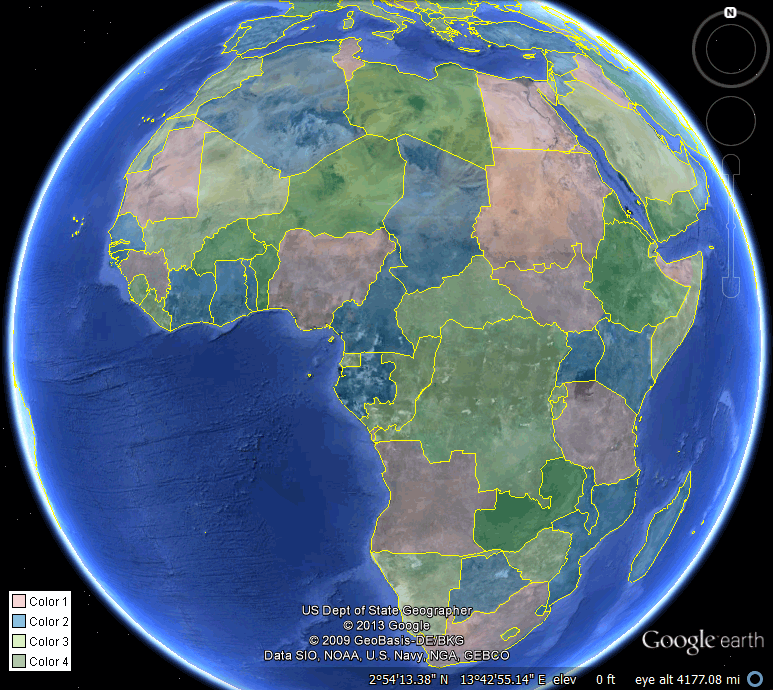 N
Color 1
Color 2
Color 3
Color 4
US Dept of State Geographer
© 2013 Google
© 2009 GeoBasis-DE/BKG
Data SIO, NOAA, U.S. Navy, NGA, GEBCO
Google earth
2°54'13.38" N 13°42'55.14" E elev 0 ft eye alt 4177.08 mi